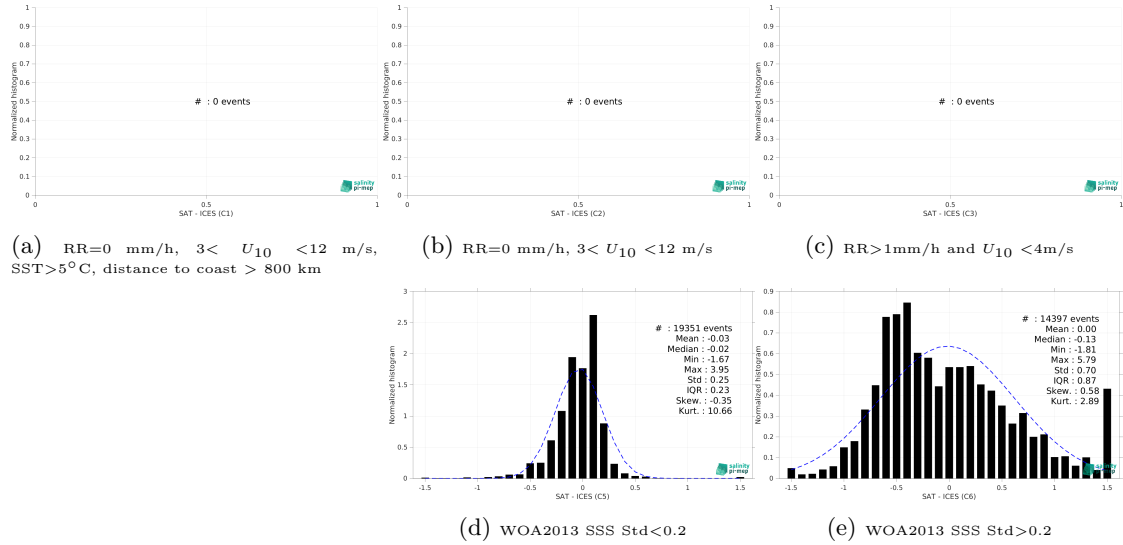 1
0.9
0.8
0.7
0.6
0.5
0.4
0.3
0.2
0.1
0
Normalized histogram
# : 0 events
salinity
pi-mep
0 0.5 1
SAT - ICES (C1)
1
0.9
0.8
0.7
0.6
0.5
0.4
0.3
0.2
0.1
0
Normalized histogram
# : 0 events
salinity
pi-mep
0 0.5 1
SAT - ICES (C2)
1
0.9
0.8
0.7
0.6
0.5
0.4
0.3
0.2
0.1
0
Normalized histogram
# : 0 events
salinity
pi-mep
0 0.5 1
SAT - ICES (C3)
(a) RR=0 mm/h, 3< U10 <12 m/s,
SST>5°C, distance to coast > 800 km
(b) RR=0 mm/h, 3< U10 <12 m/s
(c) RR>1mm/h and U10 <4m/s
3
2.5
2
1.5
1
0.5
0
Normalized histogram
# : 19351 events
Mean : -0.03
Median : -0.02
Min : -1.67
Max : 3.95
Std : 0.25
IQR : 0.23
Skew. : -0.35
Kurt. : 10.66
salinity
pi-mep
-1.5 -1 -0.5 0 0.5 1 1.5
SAT - ICES (C5)
0.9
0.8
0.7
0.6
0.5
0.4
0.3
0.2
0.1
0
Normalized histogram
# : 14397 events
Mean : 0.00
Median : -0.13
Min : -1.81
Max : 5.79
Std : 0.70
IQR : 0.87
Skew. : 0.58
Kurt. : 2.89
salinity
pi-mep
-1.5 -1 -0.5 0 0.5 1 1.5
SAT - ICES (C6)
(d) WOA2013 SSS Std<0.2
(e) WOA2013 SSS Std>0.2